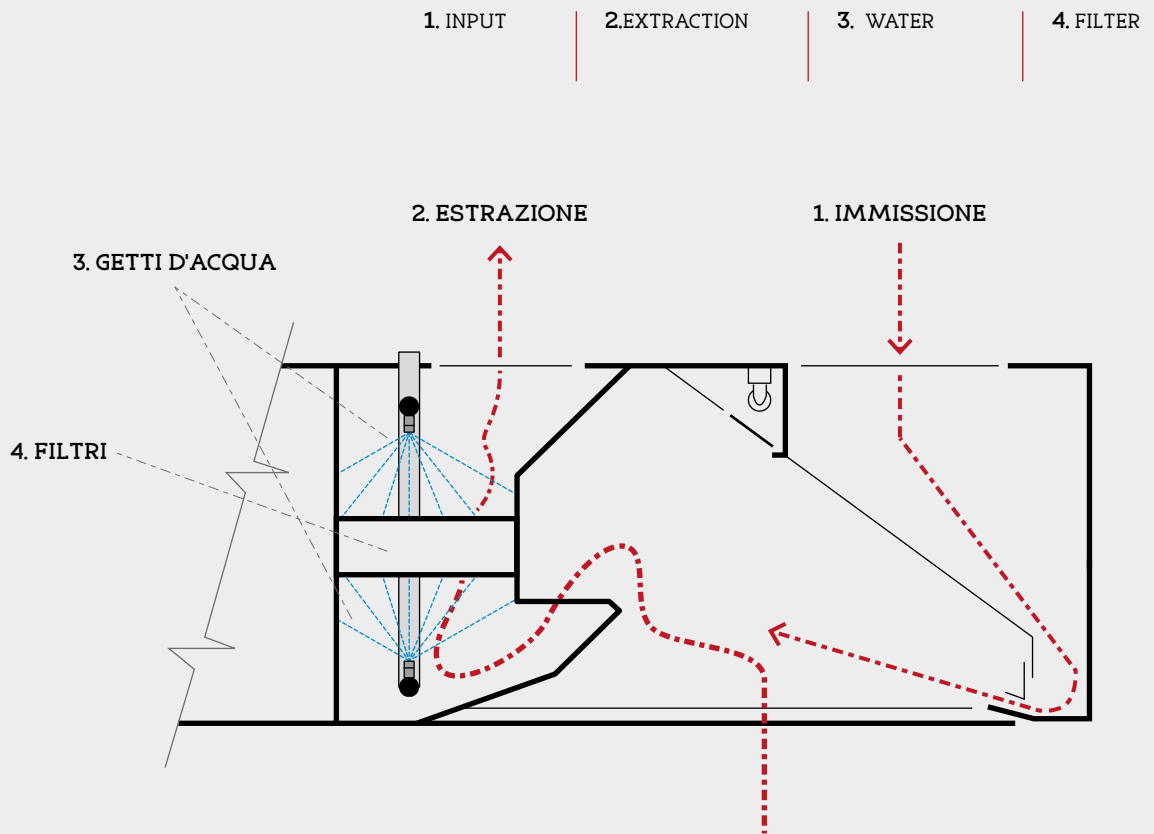 1. INPUT
2.EXTRACTION
3. WATER
4. FILTER
2. ESTRAZIONE
1. IMMISSIONE
3. GETTI D'ACQUA
4. FILTRI